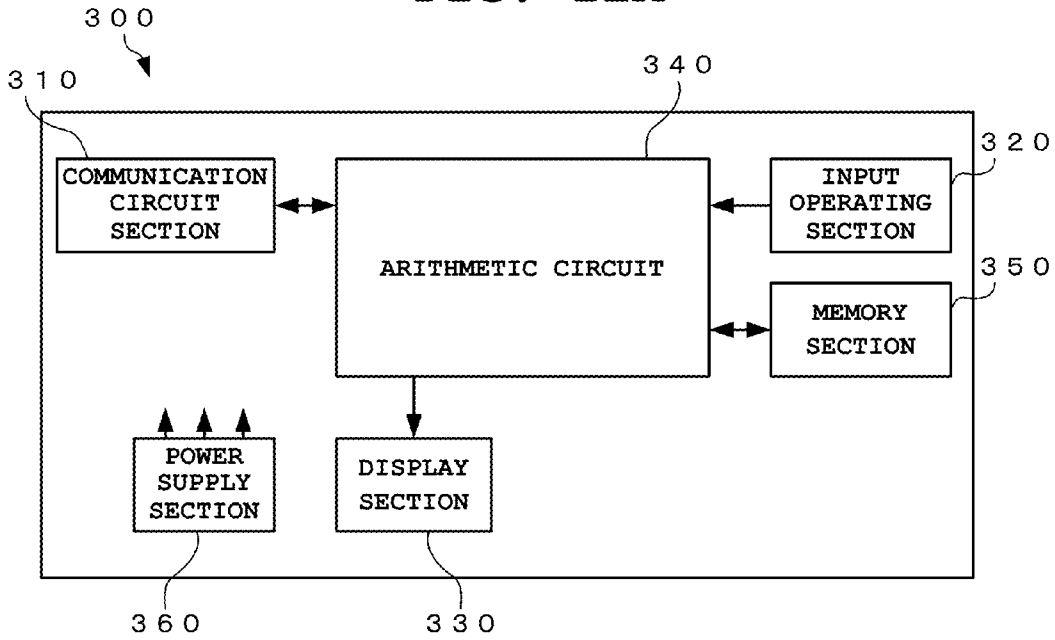 300
310
340
320
COMMUNICATION
CIRCUIT
SECTION
ARITHMETIC CIRCUIT
INPUT
OPERATING
SECTION
350
MEMORY
SECTION
POWER
SUPPLY
SECTION
DISPLAY
SECTION
360
330